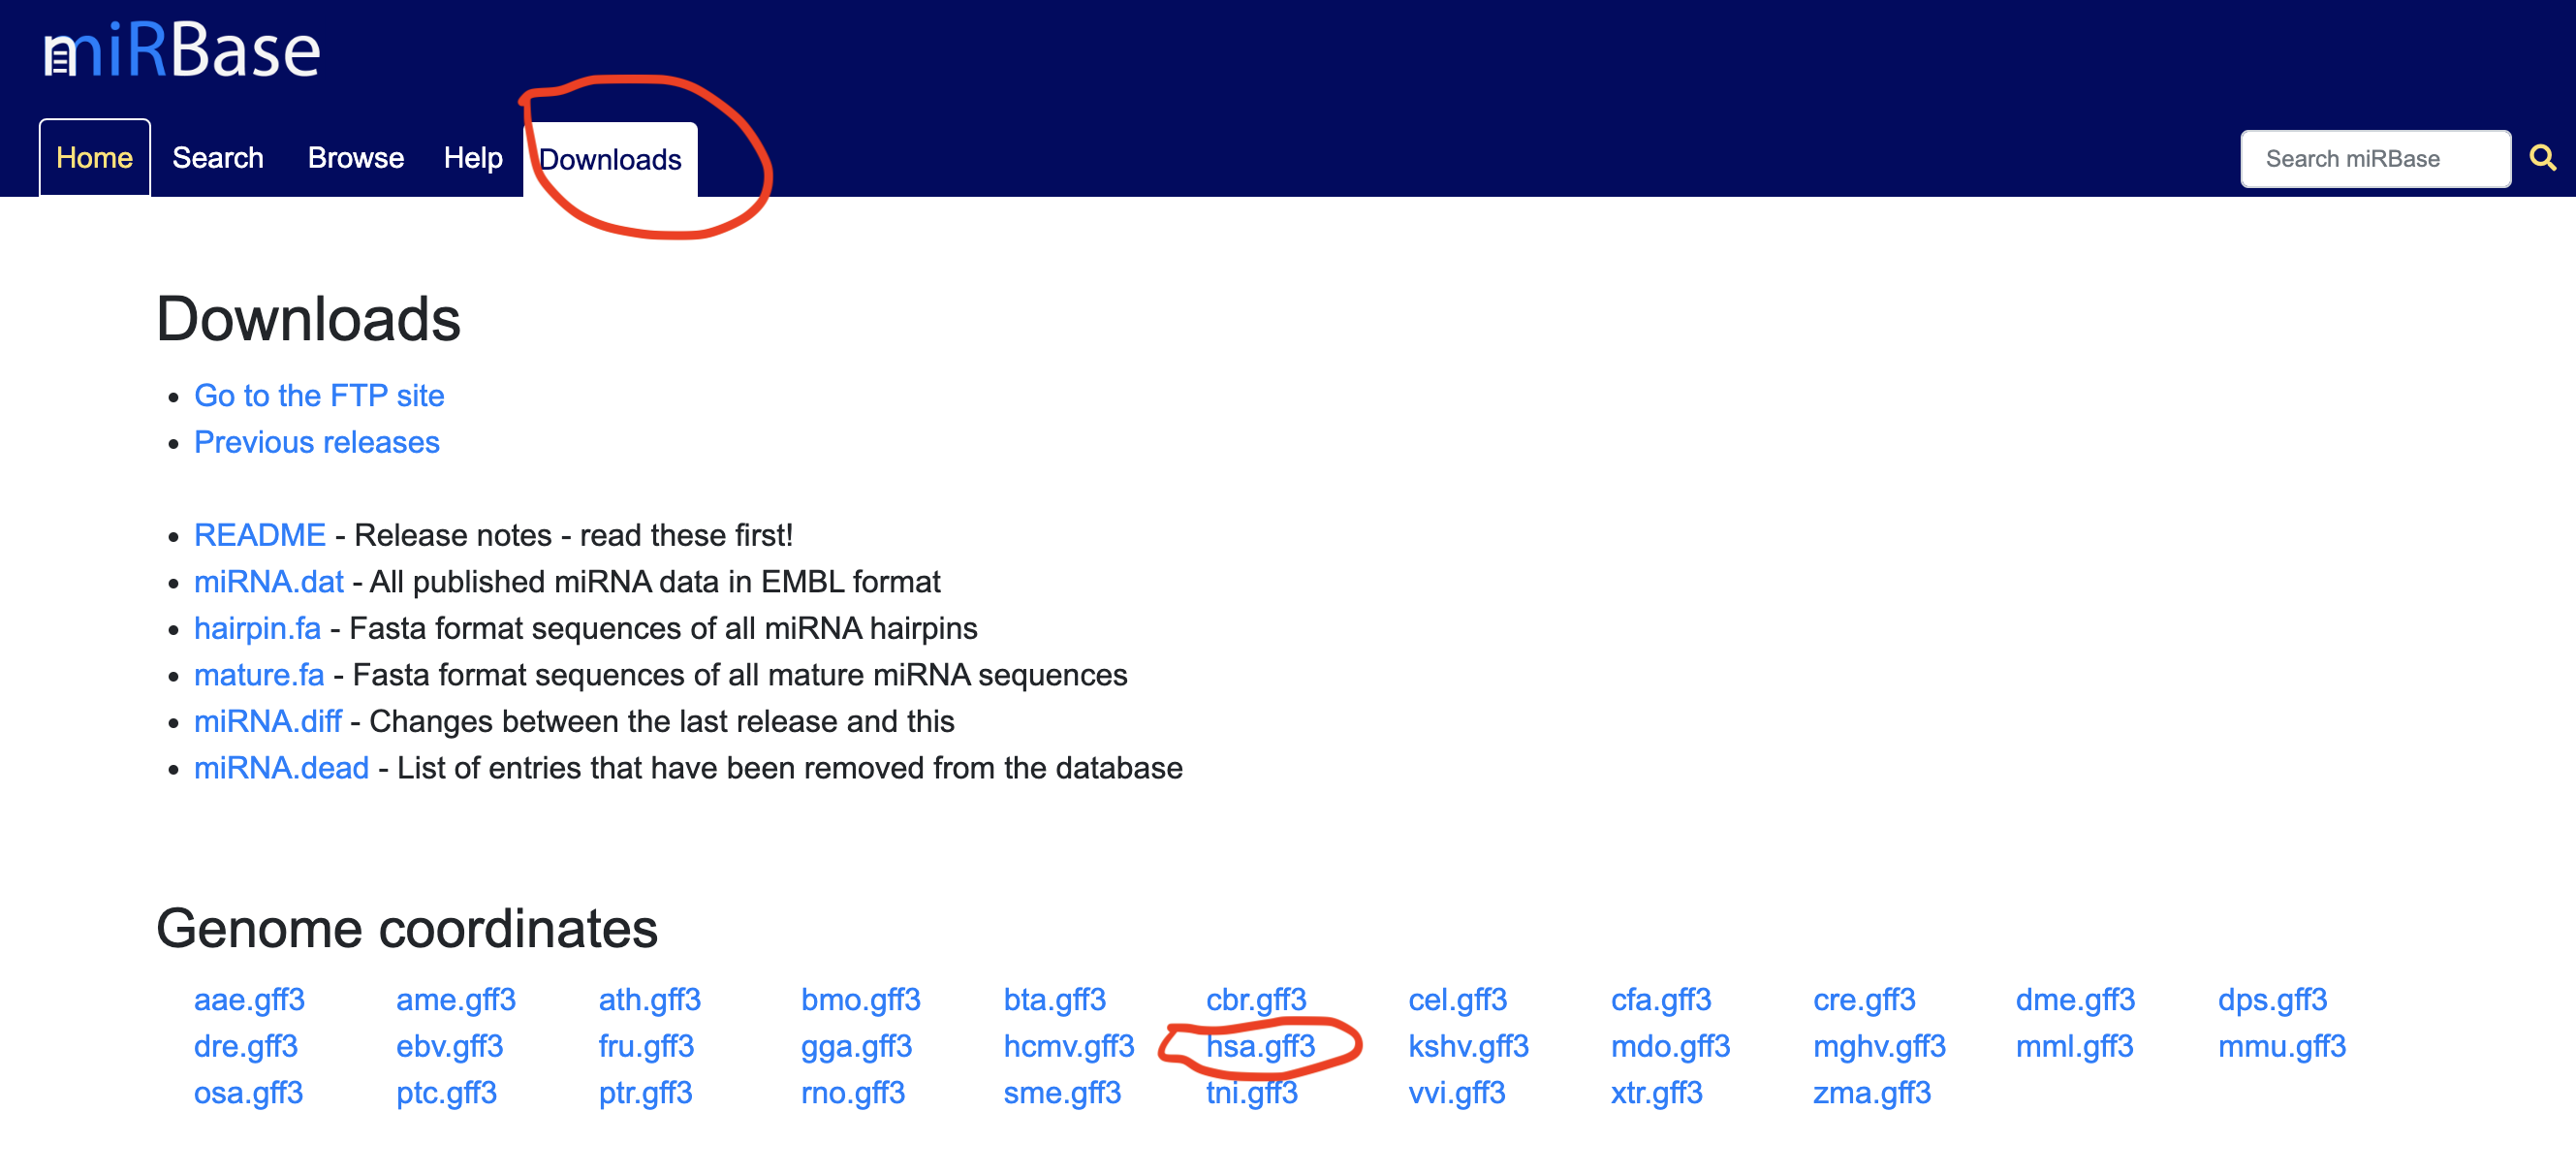 miRBase
Home Search Browse Help Downloads Search miRBase
Downloads
Go to the FTP site
Previous releases
README - Release notes - read these first!
miRNA.dat - All published miRNA data in EMBL format
hairpin.fa - Fasta format sequences of all miRNA hairpins
mature.fa - Fasta format sequences of all mature miRNA sequences
miRNA.diff - Changes between the last release and this
miRNA.dead - List of entries that have been removed from the database
Genome coordinates
aae.gff3 ame.gff3 ath.gff3 bmo.gff3 bta.gff3 cbr.gff3 cel.gff3 cfa.gff3 cre.gff3 dme.gff3 dps.gff3
dre.gff3 ebv.gff3 fru.gff3 gga.gff3 hcmv.gff3 hsa.gff3 kshv.gff3 mdo.gff3 mghv.gff3 mml.gff3 mmu.gff3
osa.gff3 ptc.gff3 ptr.gff3 rno.gff3 sme.gff3 tni.gff3 vvi.gff3 xtr.gff3 zma.gff3